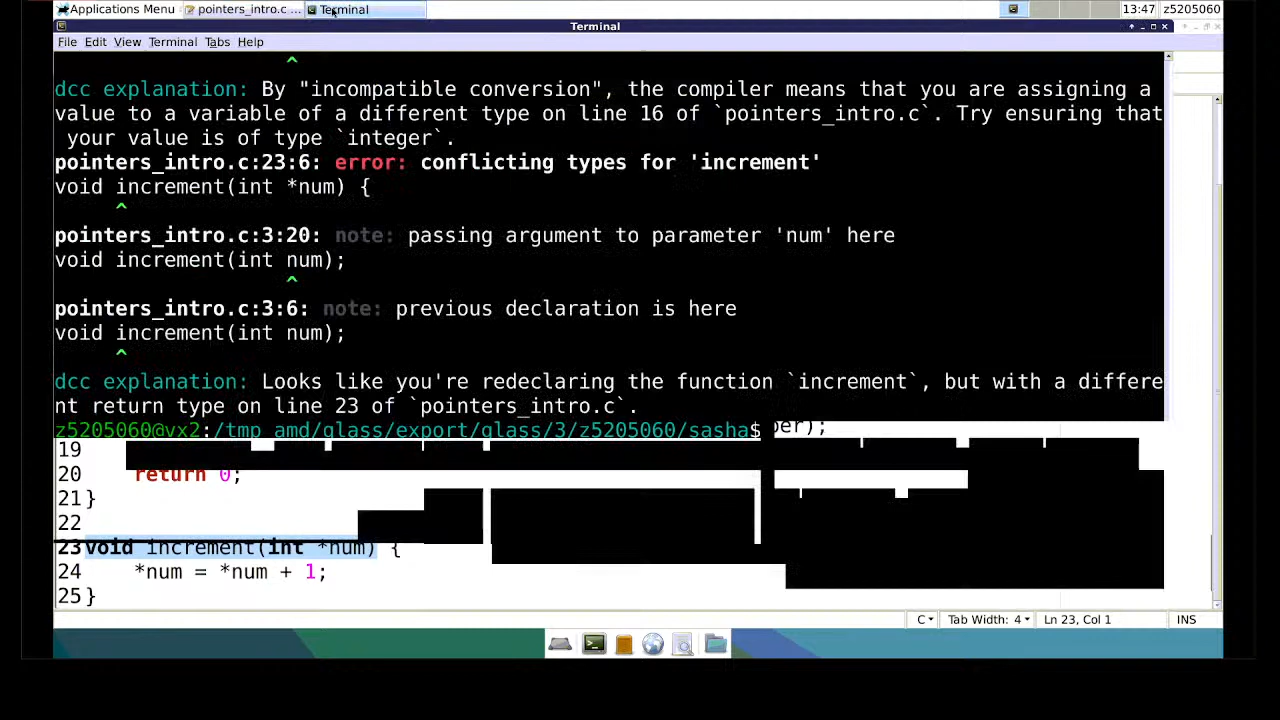 Applications Menu pointers_intro.c ... Terminal 13:47 z5205060
Terminal
File Edit View Terminal Tabs Help
^
dcc explanation: By "incompatible conversion", the compiler means that you are assigning a
value to a variable of a different type on line 16 of `pointers_intro.c`. Try ensuring that
your value is of type `integer`.
pointers_intro.c:23:6: error: conflicting types for 'increment'
void increment(int *num) {
^
pointers_intro.c:3:20: note: passing argument to parameter 'num' here
void increment(int num);
^
pointers_intro.c:3:6: note: previous declaration is here
void increment(int num);
^
dcc explanation: Looks like you're redeclaring the function `increment`, but with a differe
nt return type on line 23 of `pointers_intro.c`.
z5205060@vx2:/tmp_amd/glass/export/glass/3/z5205060/sasha$ ber);
19
20 return 0;
21 }
22
23 void increment(int *num) {
24 *num = *num + 1;
25 }
C Tab Width: 4 Ln 23, Col 1 INS